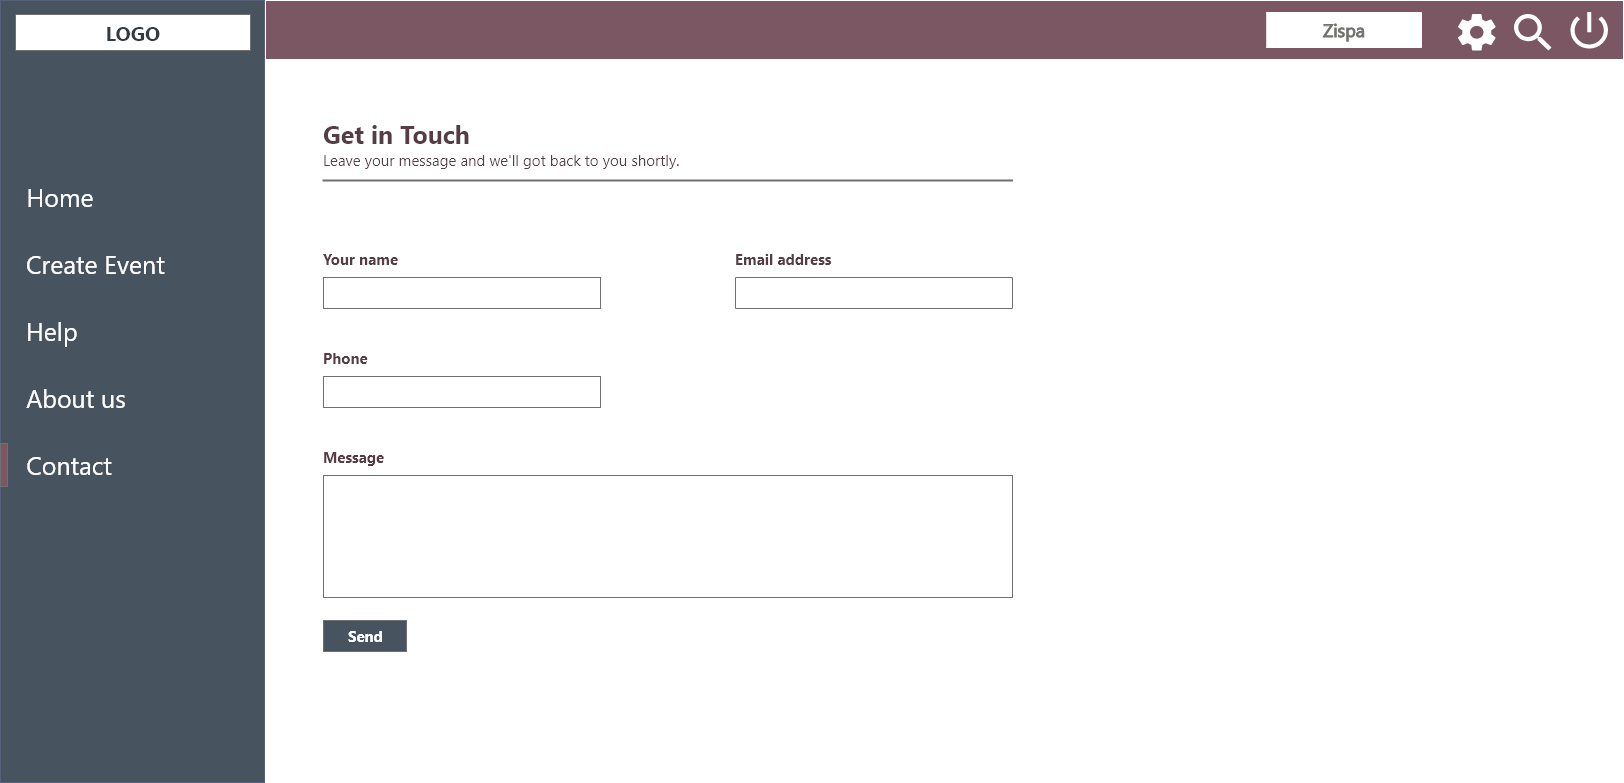 LOGO
Zispa
Home
Create Event
Help
About us
Contact
Get in Touch
Leave your message and we'll got back to you shortly.
Your name
Email address
Phone
Message
Send